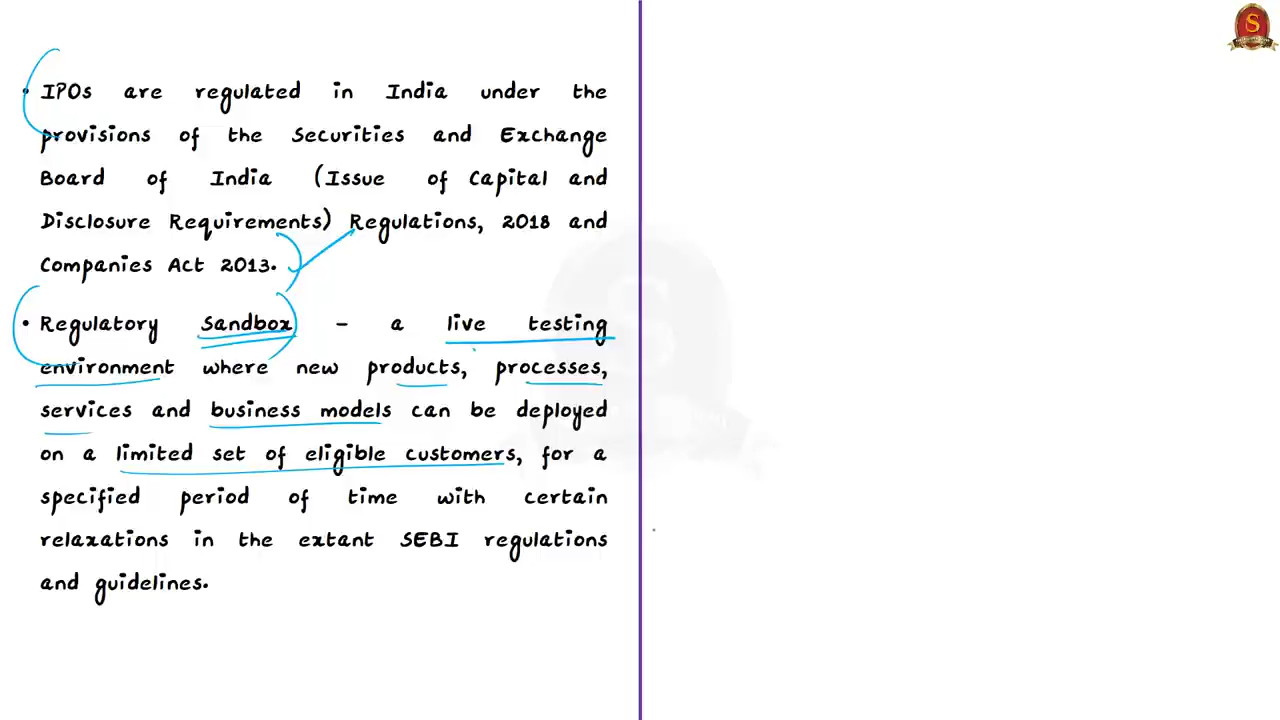 • IPOs are regulated in India under the
provisions of the Securities and Exchange
Board of India (Issue of Capital and
Disclosure Requirements) Regulations, 2018 and
Companies Act 2013.
• Regulatory Sandbox – a live testing
environment where new products, processes,
services and business models can be deployed
on a limited set of eligible customers, for a
specified period of time with certain
relaxations in the extant SEBI regulations
and guidelines.
S